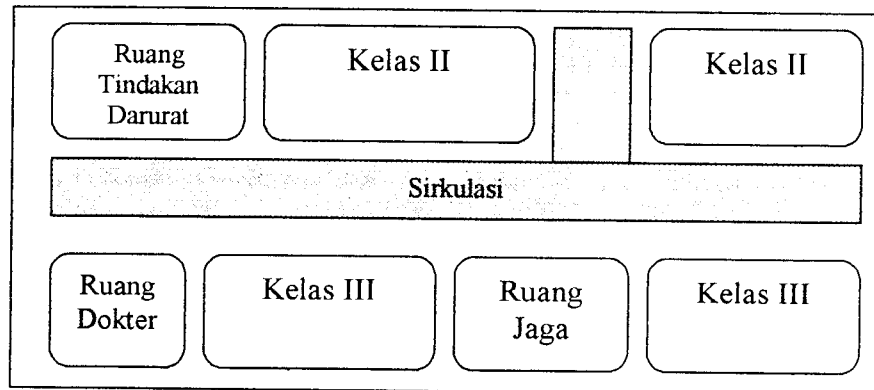 Ruang
Tindakan
Darurat
Kelas II
Kelas II
Sirkulasi
Ruang
Dokter
Kelas III
Ruang
Jaga
Kelas III